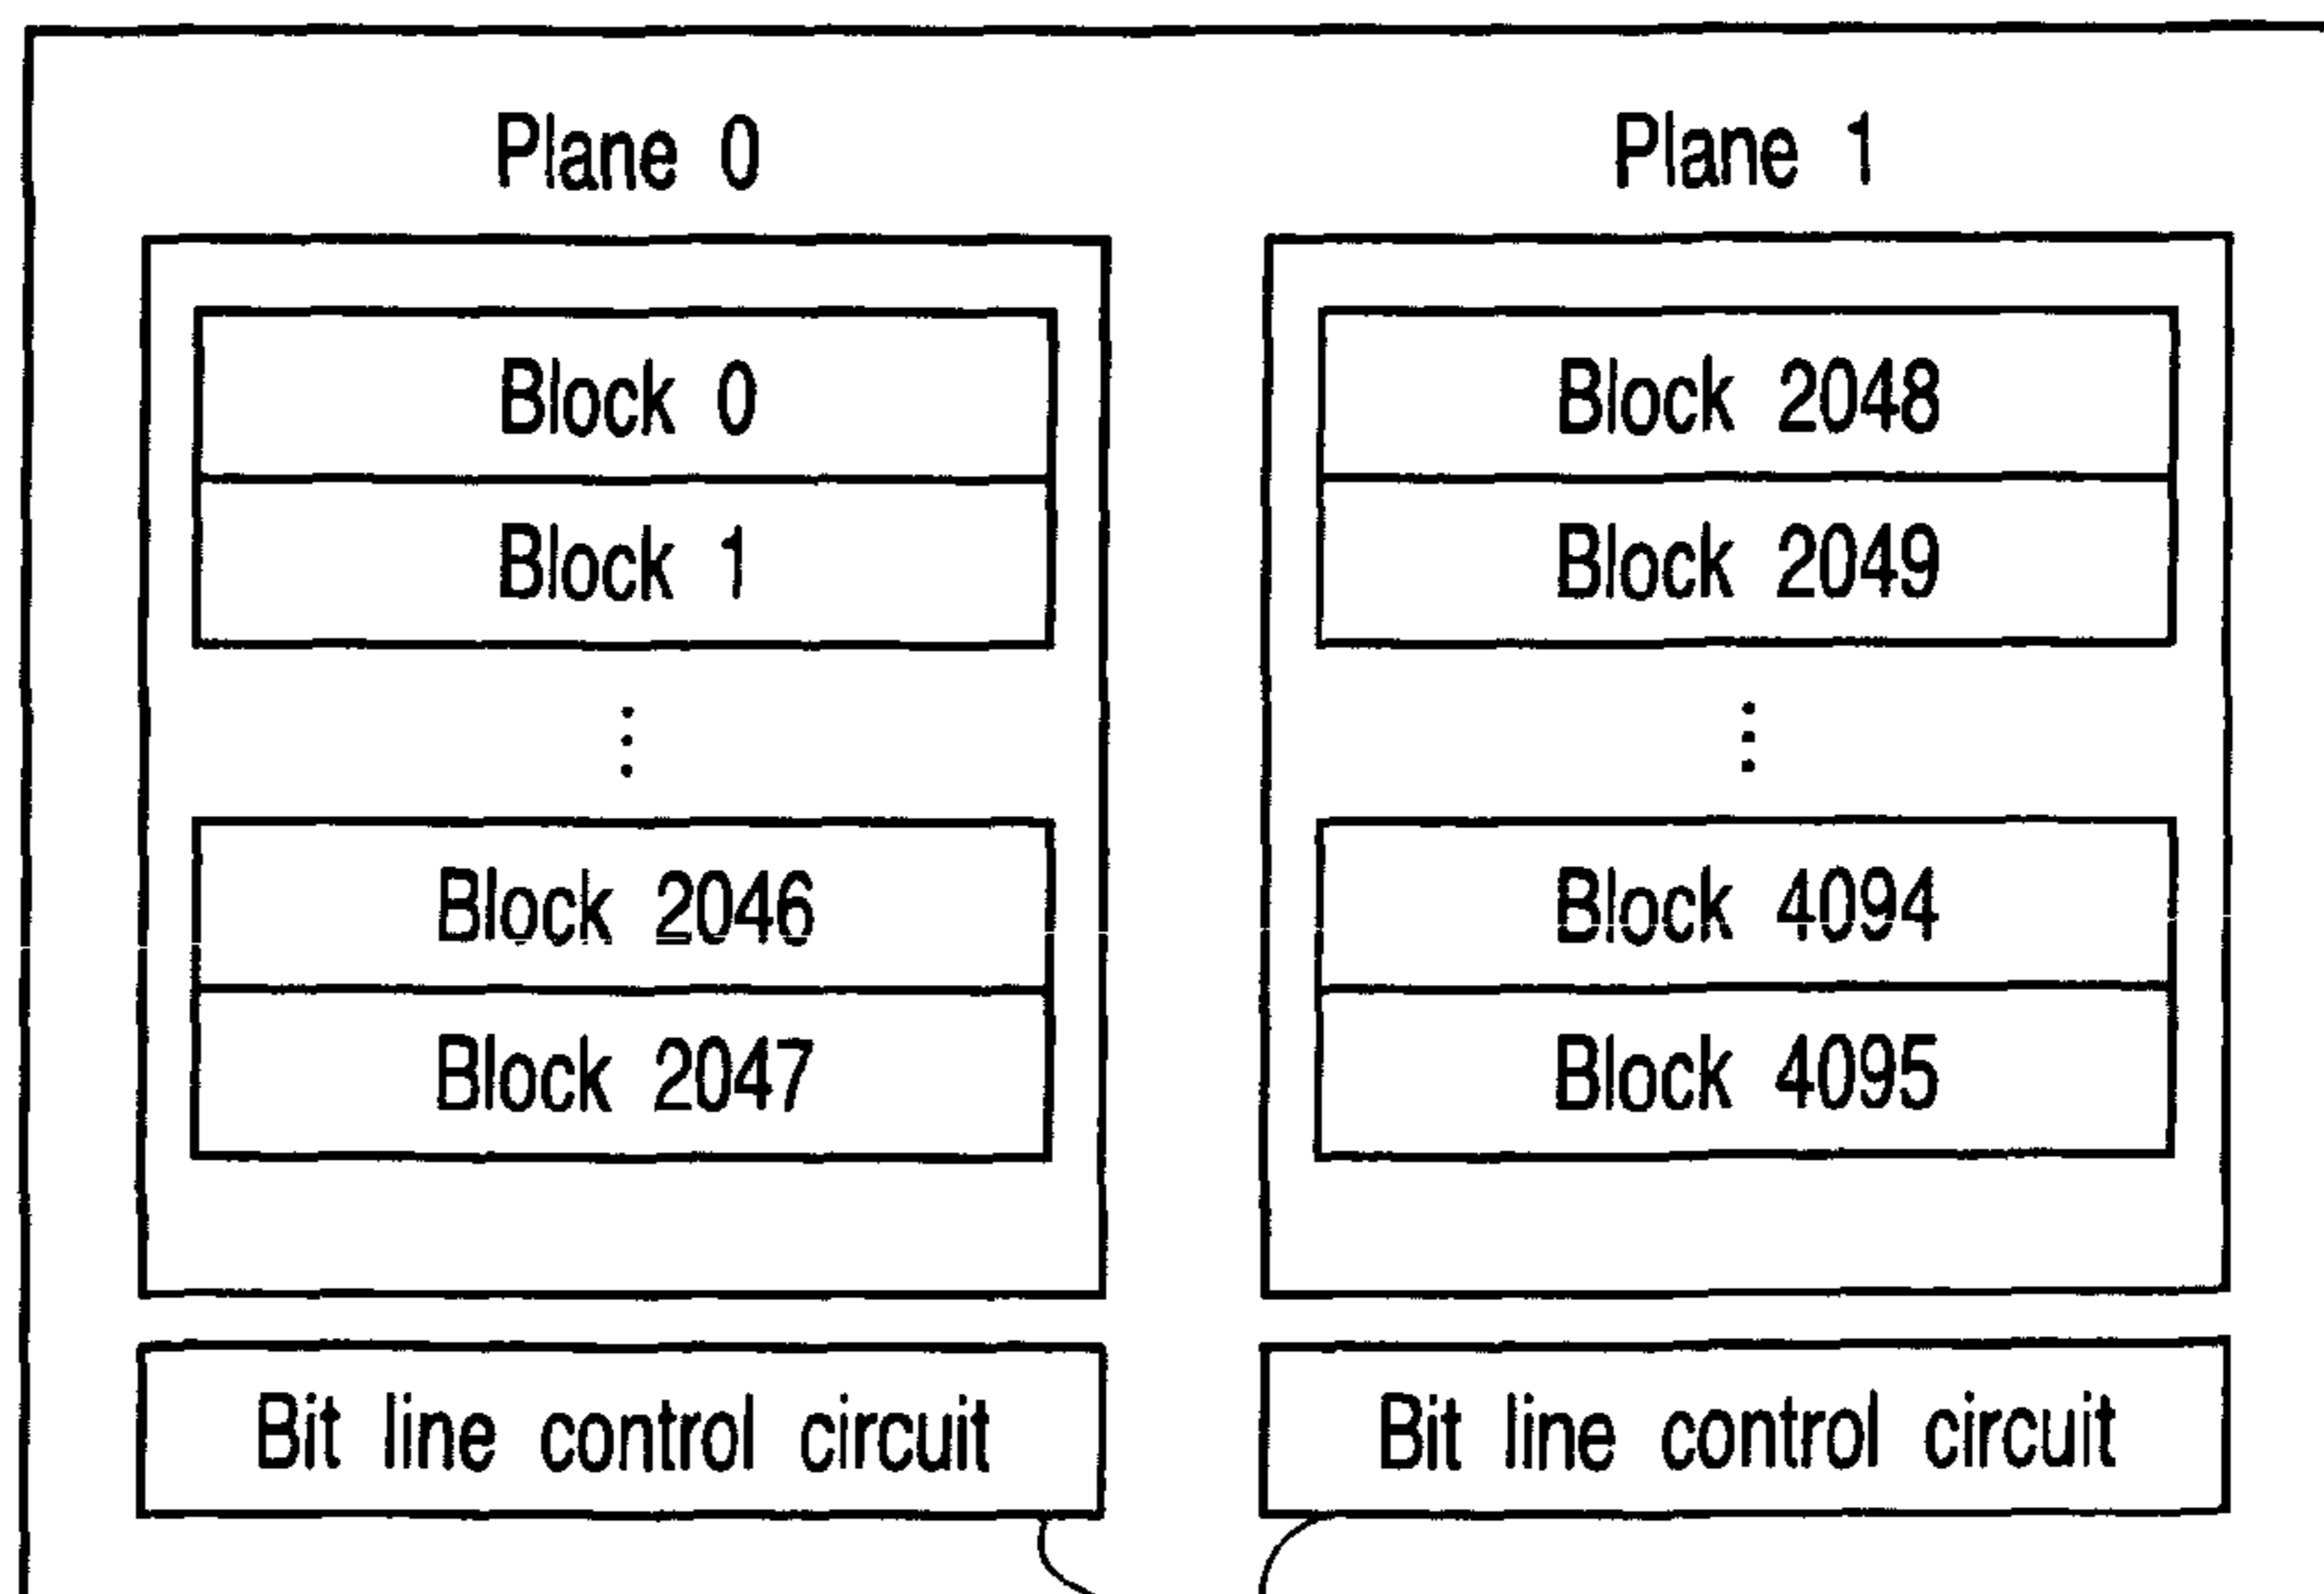 Plane 0
Block 0
Block 1
Block 2046
Block 2047
Bit line control circuit
Plane 1
Block 2048
Block 2049
Block 4094
Block 4095
Bit line control circuit